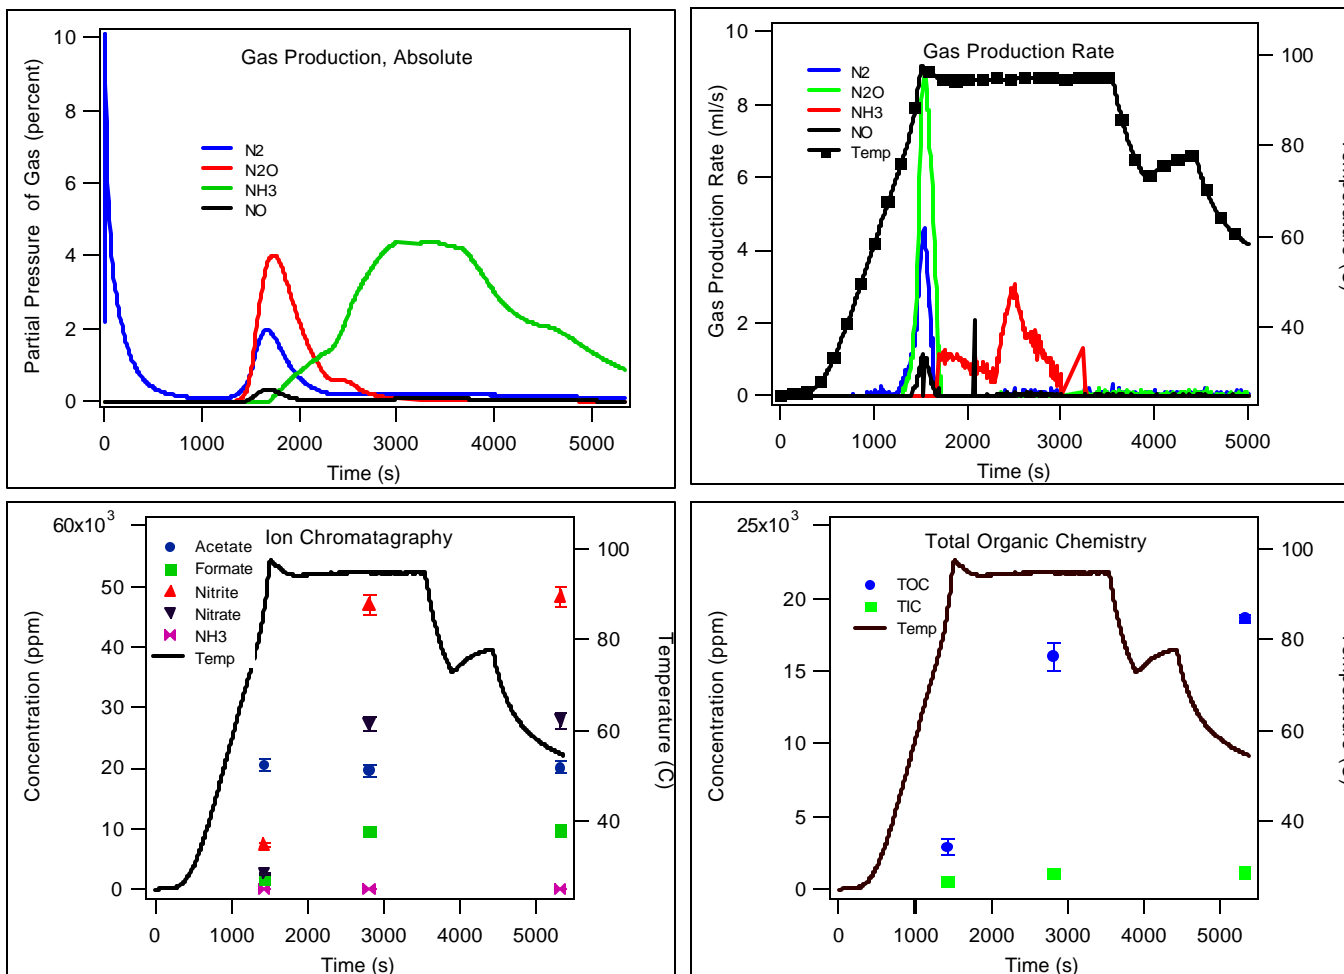 Gas Production, Absolute
Partial Pressure of Gas (percent)
10
8
6
4
2
0
N2
N2O
NH3
NO
0
1000
2000
3000
4000
5000
Time (s)
Gas Production Rate
Gas Production Rate (ml/s)
10
8
6
4
2
0
N2
N2O
NH3
NO
Temp
100
80
60
40
0
1000
2000
3000
4000
5000
Time (s)
Ion Chromatagraphy
Concentration (ppm)
60x10³
50
40
30
20
10
0
Acetate
Formate
Nitrite
Nitrate
NH3
Temp
100
80
60
40
Temperature (C)
0
1000
2000
3000
4000
5000
Time (s)
Total Organic Chemistry
Concentration (ppm)
25x10³
20
15
10
5
0
TOC
TIC
Temp
100
80
60
40
0
1000
2000
3000
4000
5000
Time (s)